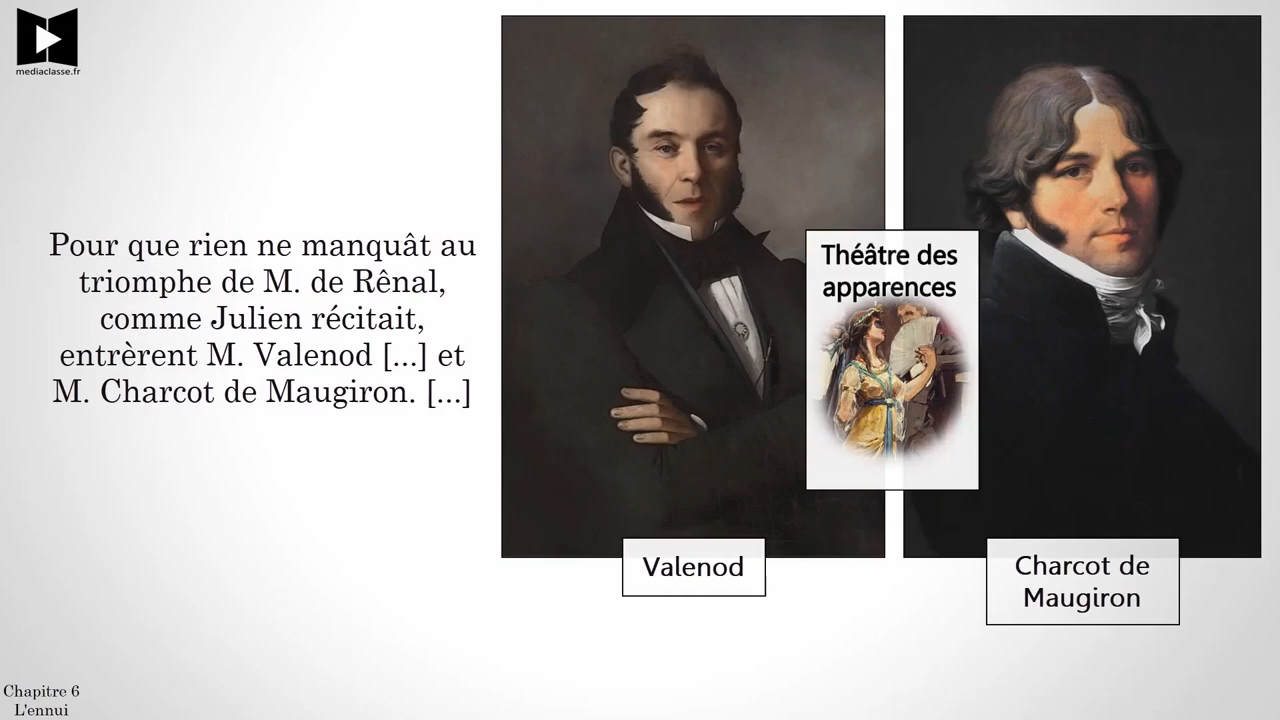 mediaclasse.fr
Pour que rien ne manquât au
triomphe de M. de Rênal,
comme Julien récitait,
entrèrent M. Valenod [...] et
M. Charcot de Maugiron. [...]
Théâtre des
apparences
Valenod
Charcot de
Maugiron
Chapitre 6
L'ennui